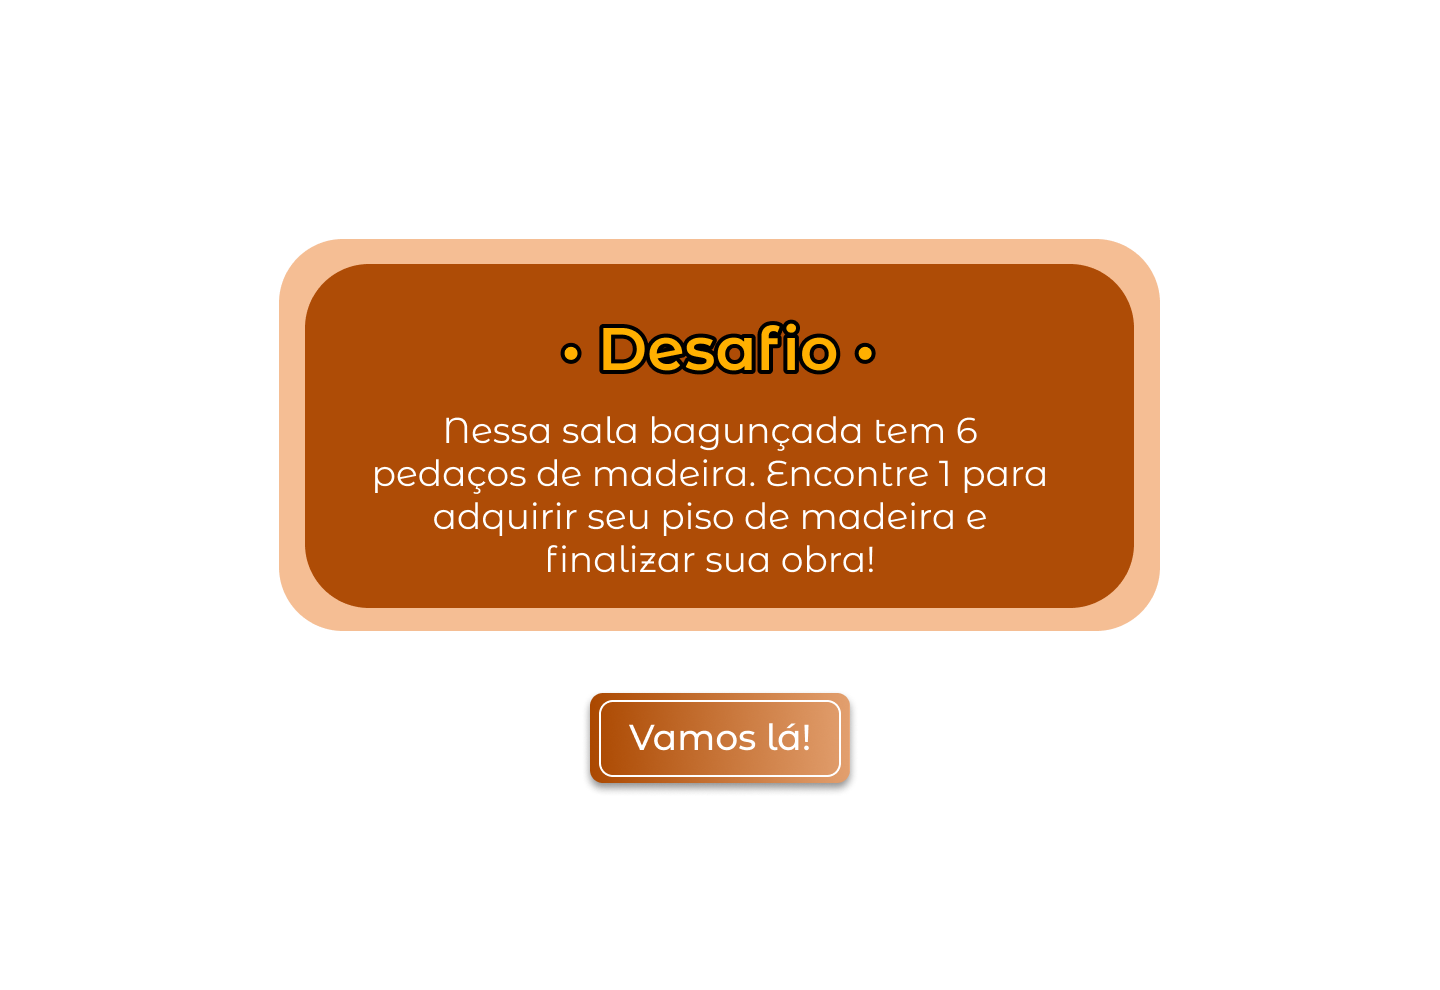 • Desafio •
Nessa sala bagunçada tem 6
pedaços de madeira. Encontre 1 para
adquirir seu piso de madeira e
finalizar sua obra!
Vamos lá!